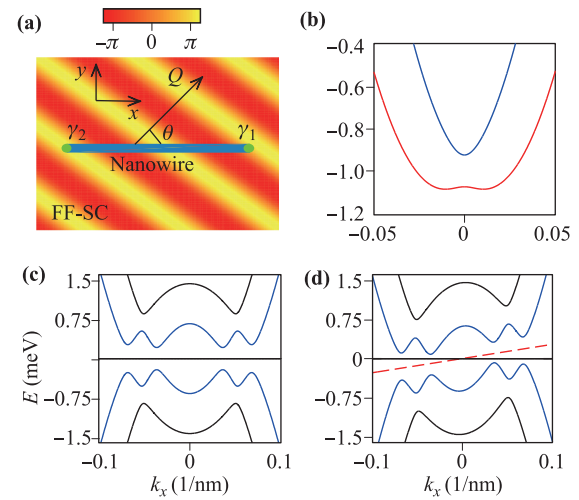 (a)
−π 0 π
y
x
Q
θ
γ2
γ1
Nanowire
FF-SC
(b)
−0.4
−0.6
−0.8
−1.0
−1.2
−0.05 0 0.05
(c)
E (meV)
1.5
0.75
0
−0.75
−1.5
−0.1 0 0.1
kx (1/nm)
(d)
1.5
0.75
0
−0.75
−1.5
−0.1 0 0.1
kx (1/nm)